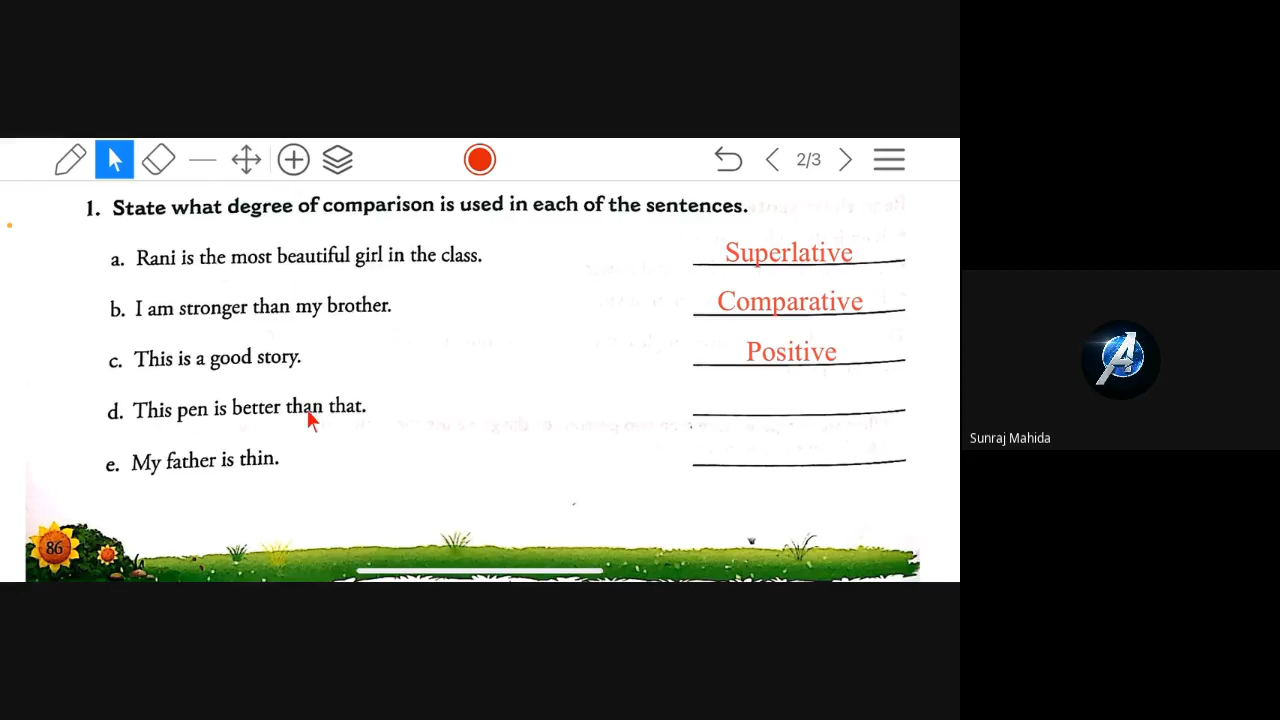 2/3
1. State what degree of comparison is used in each of the sentences.
a. Rani is the most beautiful girl in the class. Superlative
b. I am stronger than my brother. Comparative
c. This is a good story. Positive
d. This pen is better than that.
e. My father is thin.
86
Sunraj Mahida